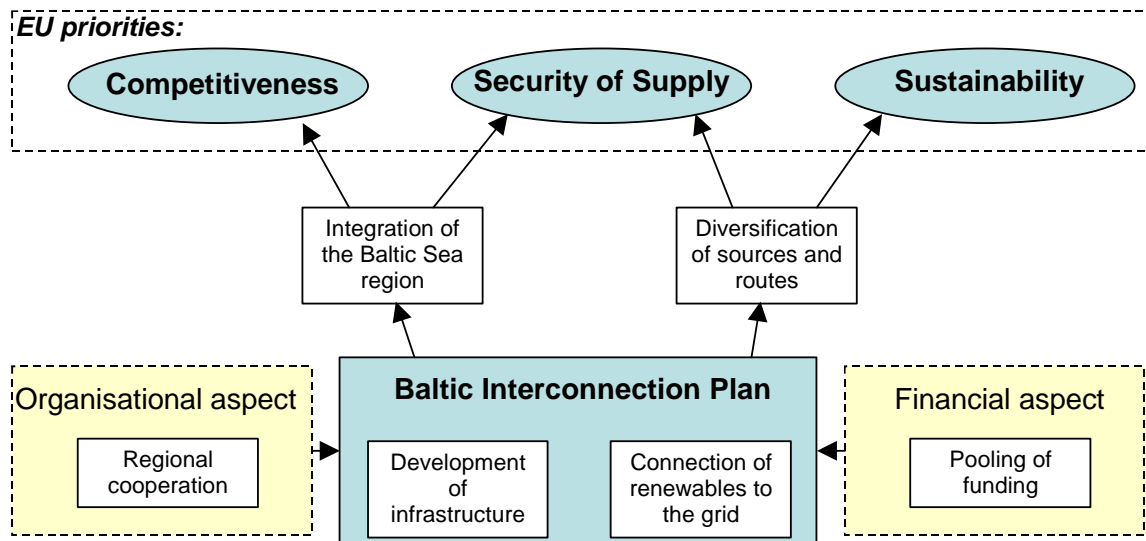 EU priorities:
Competitiveness
Security of Supply
Sustainability
Integration of
the Baltic Sea
region
Diversification
of sources and
routes
Organisational aspect
Regional
cooperation
Baltic Interconnection Plan
Development
of
infrastructure
Connection of
renewables to
the grid
Financial aspect
Pooling of
funding